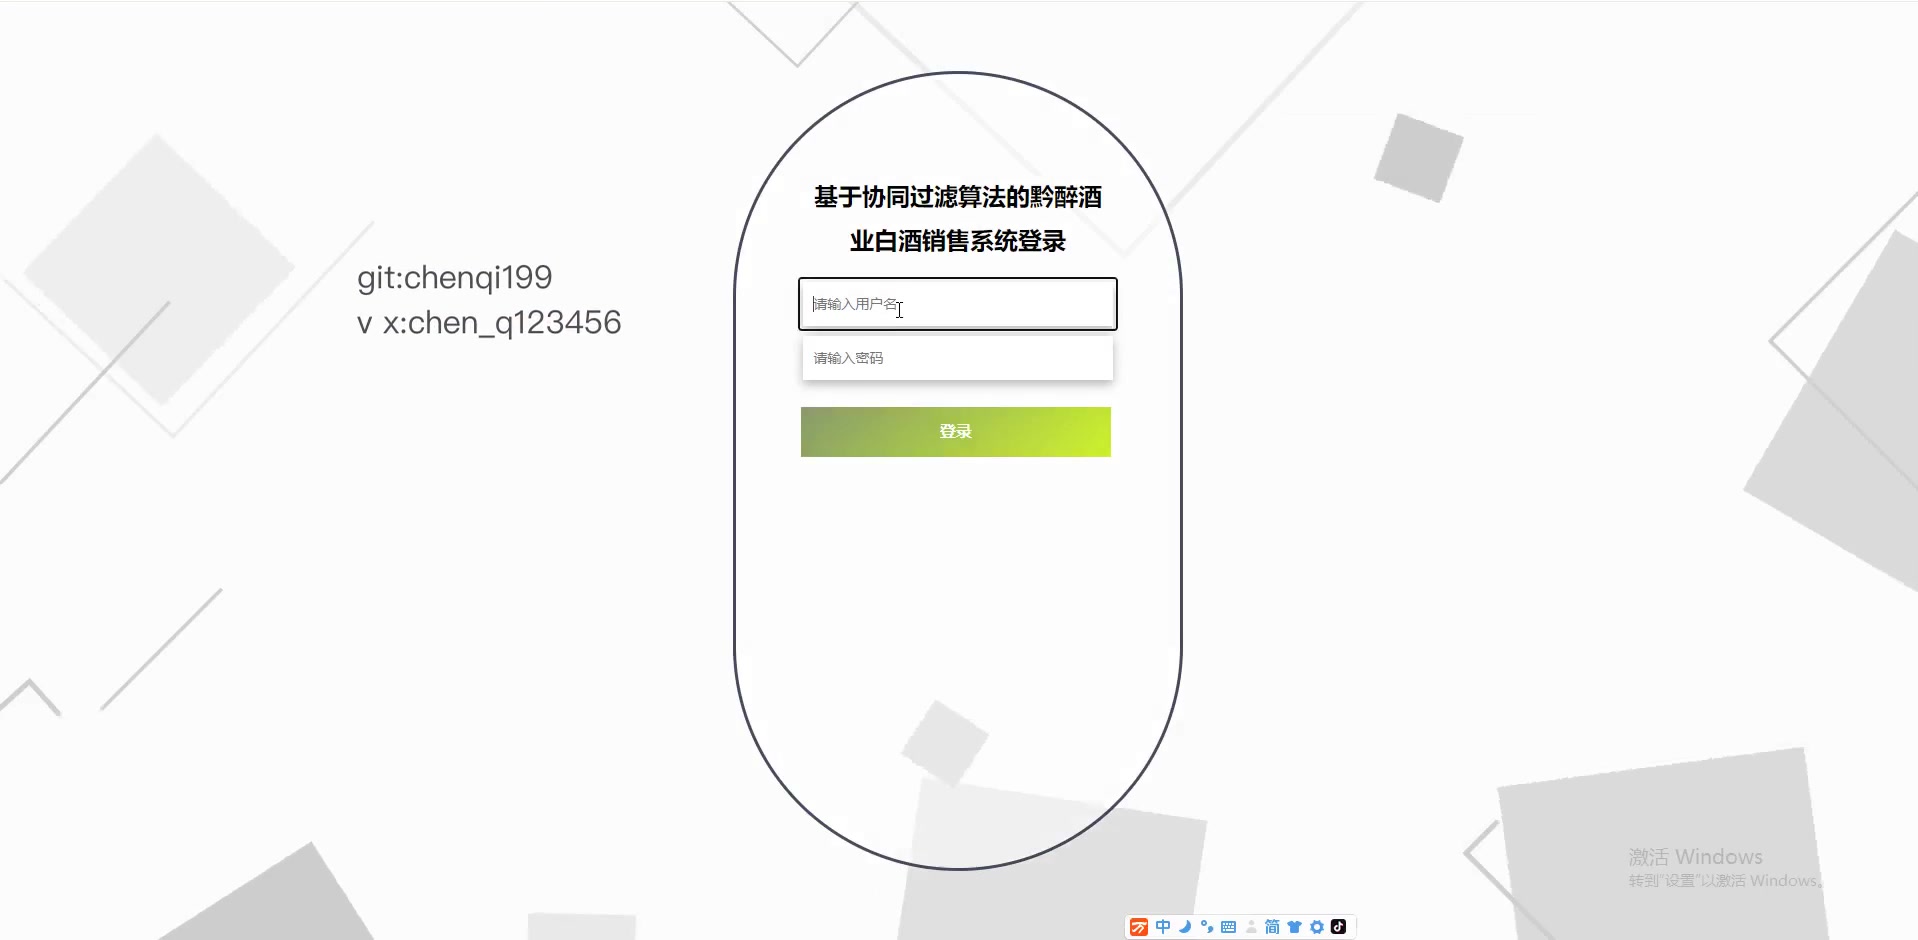 基于协同过滤算法的黔醉酒
业白酒销售系统登录
git:chenqi199
v x:chen_q123456
请输入用户名
请输入密码
登录
激活 Windows
转到"设置"以激活 Windows。
中
简